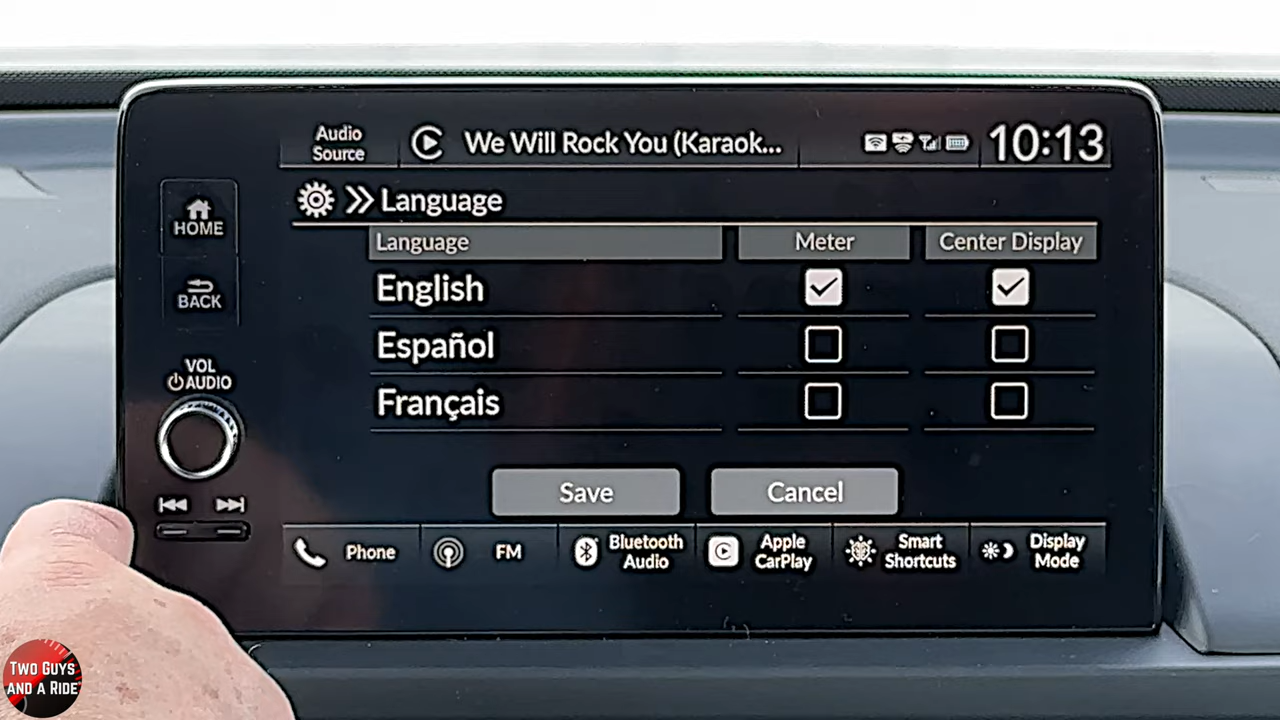 Audio
Source
We Will Rock You (Karaok...
10:13
HOME
BACK
VOL
AUDIO
Language
Language
Meter
Center Display
English
Español
Français
Save
Cancel
Phone
FM
Bluetooth
Audio
Apple
CarPlay
Smart
Shortcuts
Display
Mode
TWO GUYS
AND A RIDE